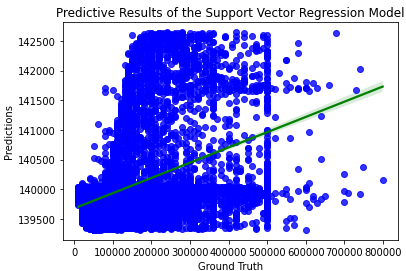 Predictive Results of the Support Vector Regression Model
142500
142000
141500
141000
140500
140000
139500
Predictions
0 100000 200000 300000 400000 500000 600000 700000 800000
Ground Truth